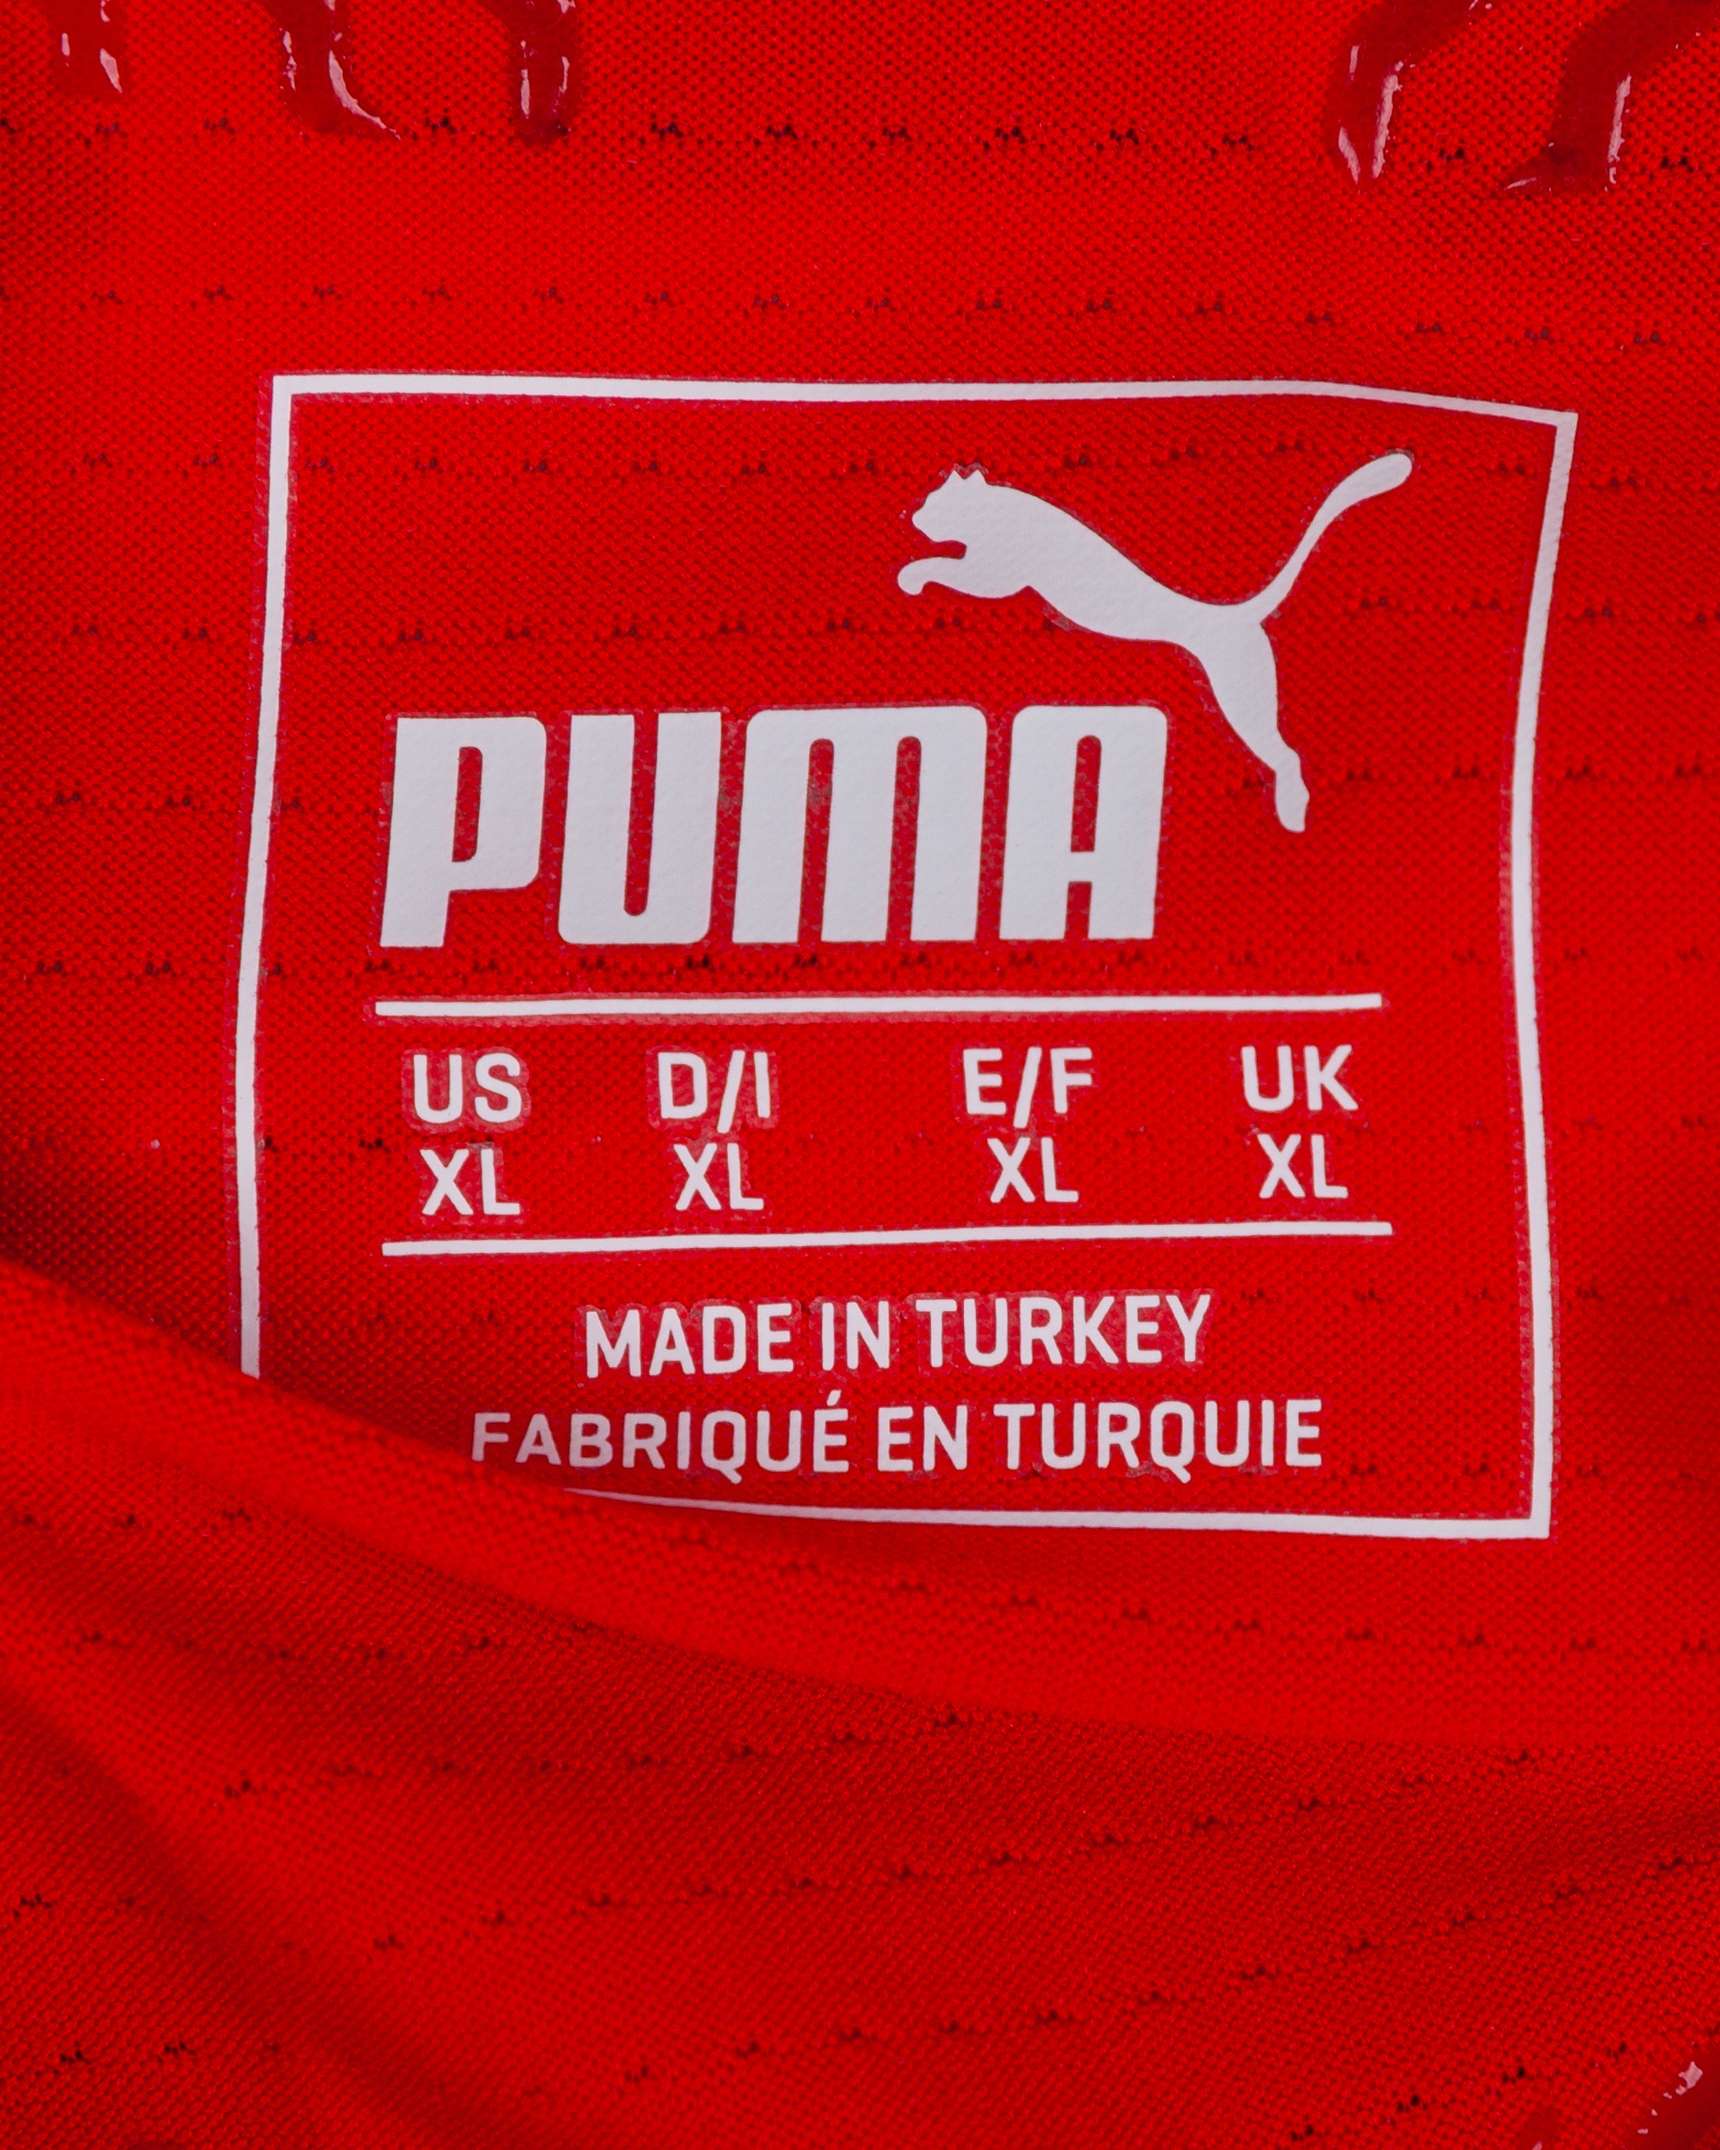 PUMA
US D/I E/F UK
XL XL XL XL
MADE IN TURKEY
FABRIQUÉ EN TURQUIE